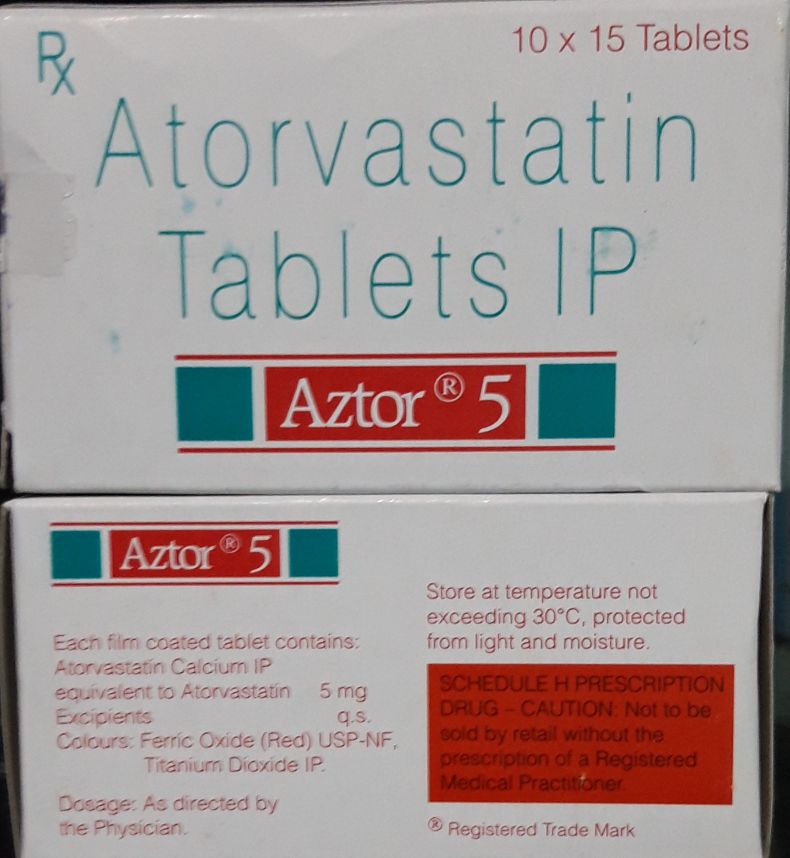 Rx
10 x 15 Tablets
Atorvastatin
Tablets IP
Aztor ® 5
Aztor ® 5
Each film coated tablet contains:
Atorvastatin Calcium IP
equivalent to Atorvastatin 5 mg
Excipients q.s.
Colours: Ferric Oxide (Red) USP-NF,
Titanium Dioxide IP.
Dosage: As directed by
the Physician.
Store at temperature not
exceeding 30°C, protected
from light and moisture.
SCHEDULE H PRESCRIPTION
DRUG – CAUTION: Not to be
sold by retail without the
prescription of a Registered
Medical Practitioner.
® Registered Trade Mark